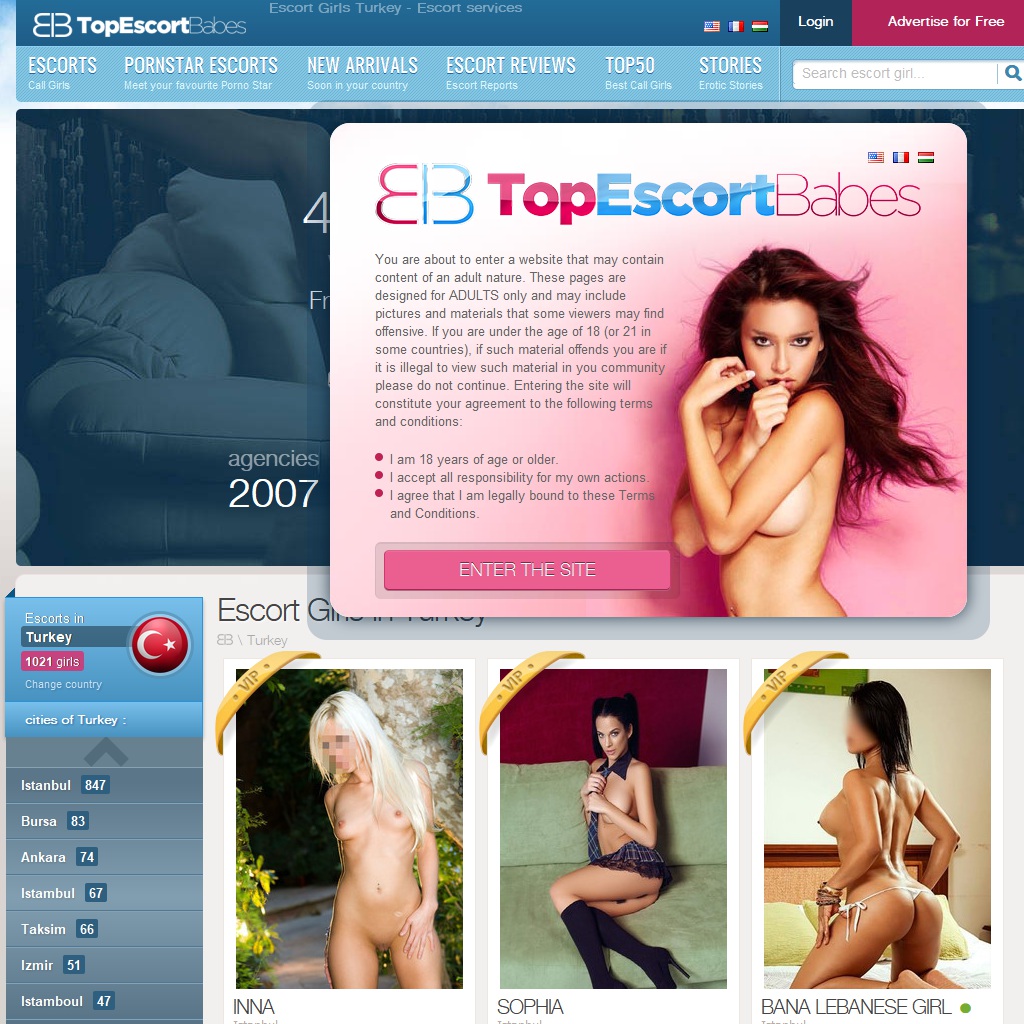 Escort Girls Turkey - Escort services
TopEscortBabes
Login
Advertise for Free
ESCORTS
Call Girls
PORNSTAR ESCORTS
Meet your favourite Porno Star
NEW ARRIVALS
Soon in your country
ESCORT REVIEWS
Escort Reports
TOP50
Best Call Girls
STORIES
Erotic Stories
Search escort girl...
4
Fr
agencies
2007
TopEscortBabes
You are about to enter a website that may contain
content of an adult nature. These pages are
designed for ADULTS only and may include
pictures and materials that some viewers may find
offensive. If you are under the age of 18 (or 21 in
some countries), if such material offends you are if
it is illegal to view such material in you community
please do not continue. Entering the site will
constitute your agreement to the following terms
and conditions:
I am 18 years of age or older.
I accept all responsibility for my own actions.
I agree that I am legally bound to these Terms
and Conditions.
ENTER THE SITE
Escorts in
Turkey
1021 girls
Change country
cities of Turkey :
Istanbul 847
Bursa 83
Ankara 74
Istambul 67
Taksim 66
Izmir 51
Istamboul 47
Escort Girls in Turkey
\ Turkey
VIP
VIP
VIP
INNA
SOPHIA
BANA LEBANESE GIRL